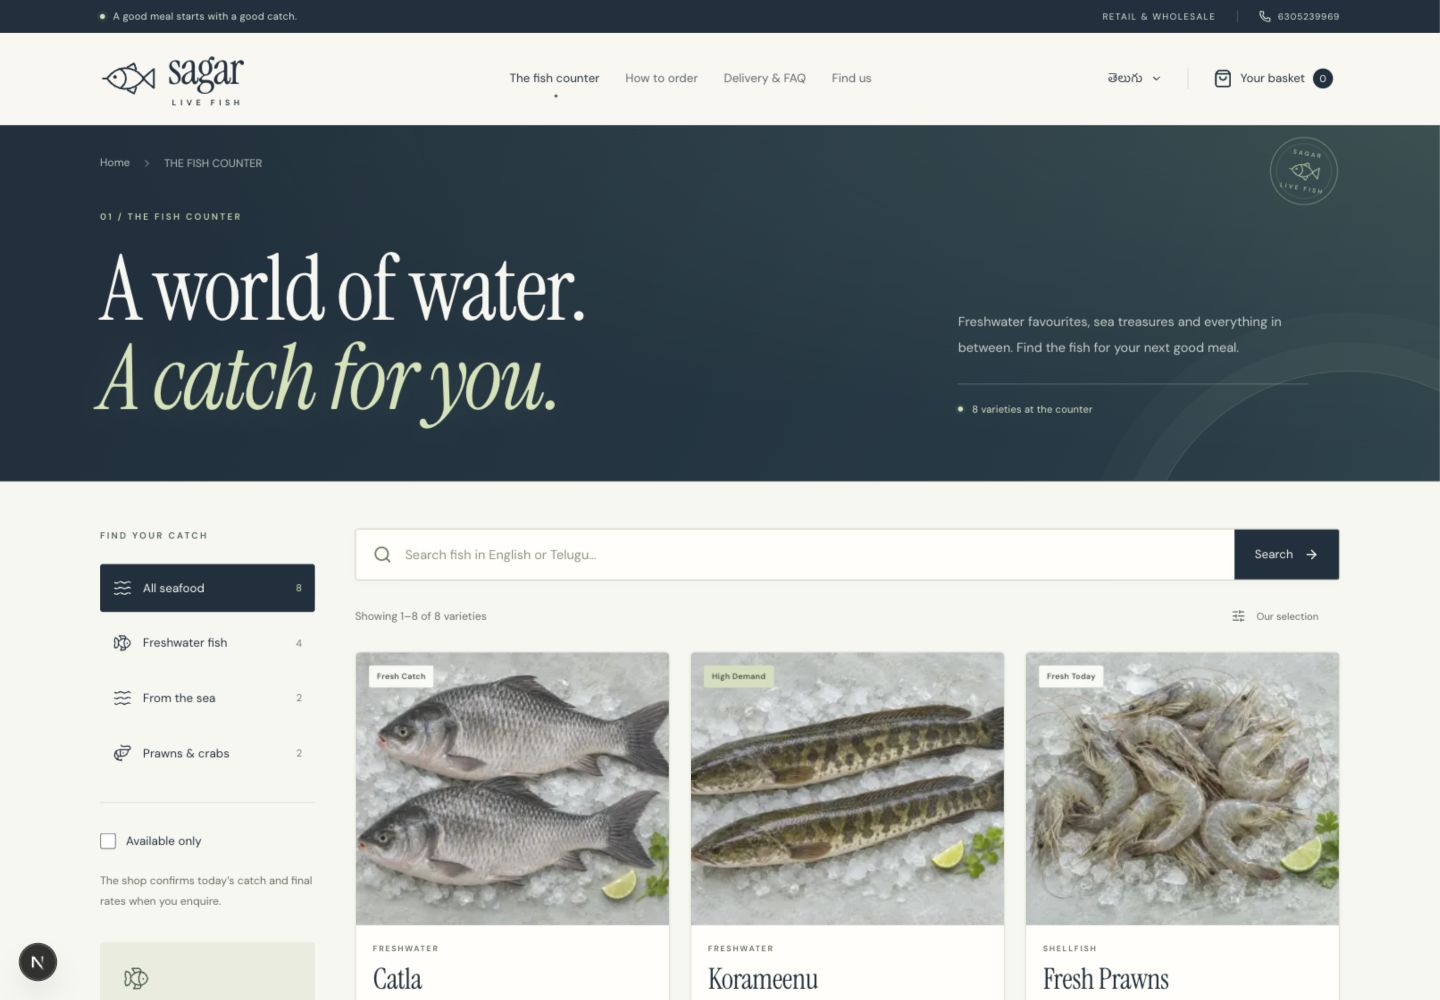 A good meal starts with a good catch.
RETAIL & WHOLESALE
6305239969
sagar
LIVE FISH
The fish counter
How to order
Delivery & FAQ
Find us
తెలుగు
Your basket
0
Home
THE FISH COUNTER
SAGAR
LIVE FISH
01 / THE FISH COUNTER
A world of water.
A catch for you.
Freshwater favourites, sea treasures and everything in
between. Find the fish for your next good meal.
8 varieties at the counter
FIND YOUR CATCH
All seafood
8
Freshwater fish
4
From the sea
2
Prawns & crabs
2
Available only
The shop confirms today's catch and final
rates when you enquire.
N
Search fish in English or Telugu...
Search
Showing 1–8 of 8 varieties
Our selection
Fresh Catch
High Demand
Fresh Today
FRESHWATER
Catla
FRESHWATER
Korameenu
SHELLFISH
Fresh Prawns